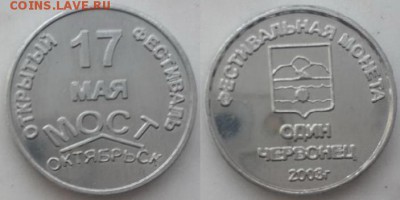 COINS.LAVE.RU
ОТКРЫТЫЙ ФЕСТИВАЛЬ
17
МАЯ
МОСТ
ОКТЯБРЬСК
ФЕСТИВАЛЬНАЯ МОНЕТА
ОДИН
ЧЕРВОНЕЦ
2008г